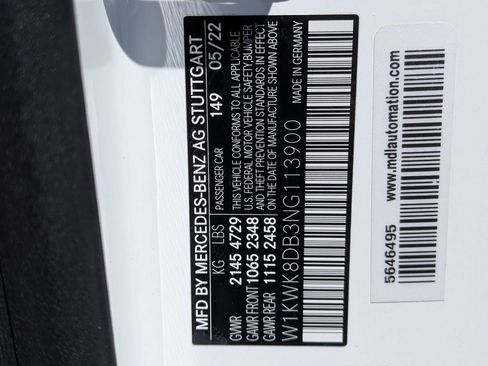 MFD BY MERCEDES-BENZ AG STUTTGART
KG LBS PASSENGER CAR 149 05/22
GVWR 2145 4729 THIS VEHICLE CONFORMS TO ALL APPLICABLE
GAWR FRONT 1065 2348 U.S. FEDERAL MOTOR VEHICLE SAFETY, BUMPER
GAWR REAR 1115 2458 AND THEFT PREVENTION STANDARDS IN EFFECT
ON THE DATE OF MANUFACTURE SHOWN ABOVE
W1KWK8DB3NG113900 MADE IN GERMANY
5646495
www.mdlautomation.com